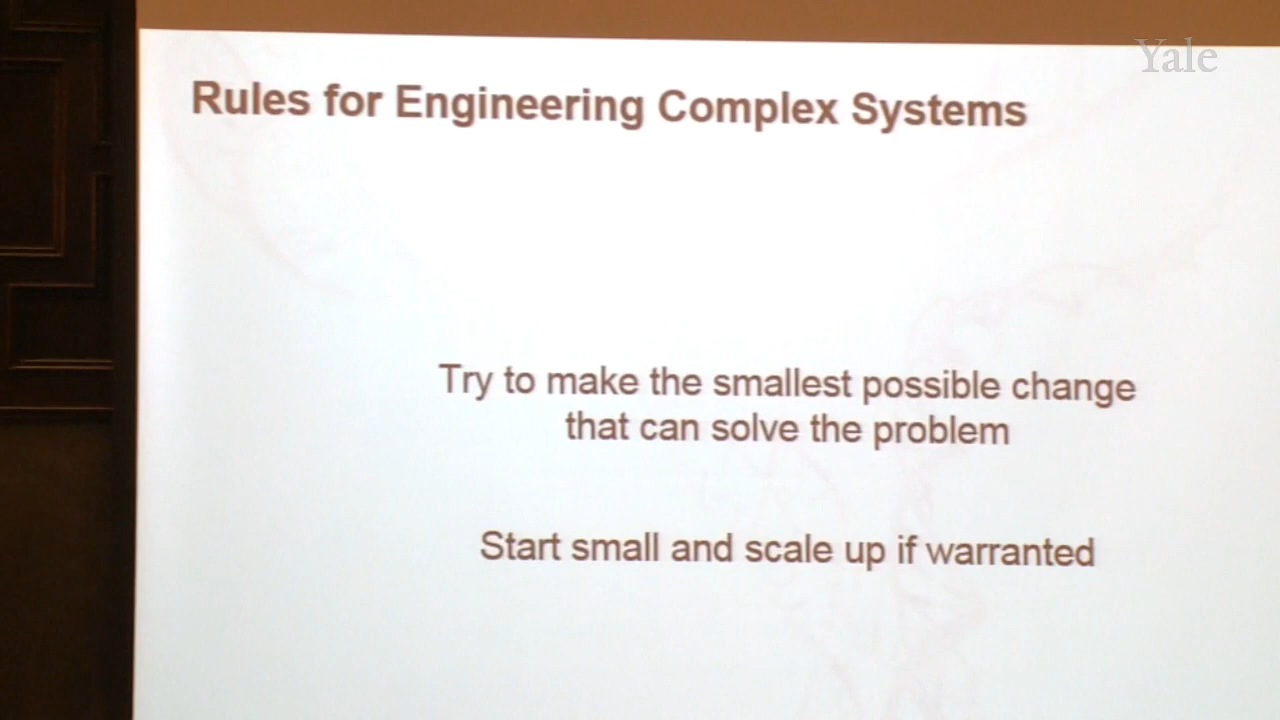 Yale
Rules for Engineering Complex Systems
Try to make the smallest possible change
that can solve the problem
Start small and scale up if warranted